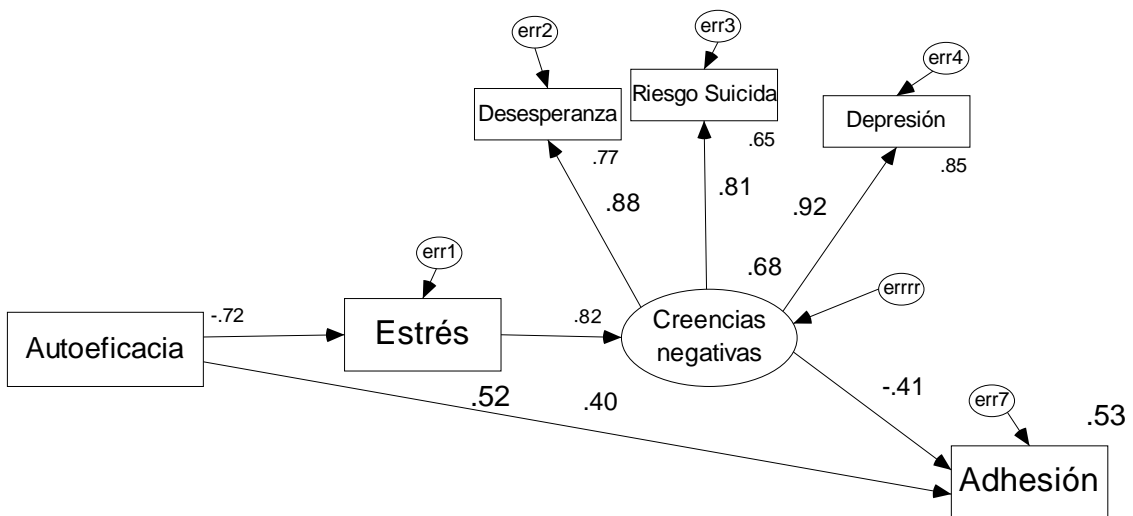 err2
err3
err4
Desesperanza
Riesgo Suicida
Depresión
.77
.65
.85
.88
.81
.92
err1
.68
errrr
Autoeficacia
-.72
Estrés
.82
Creencias
negativas
.52
.40
-.41
err7
.53
Adhesión